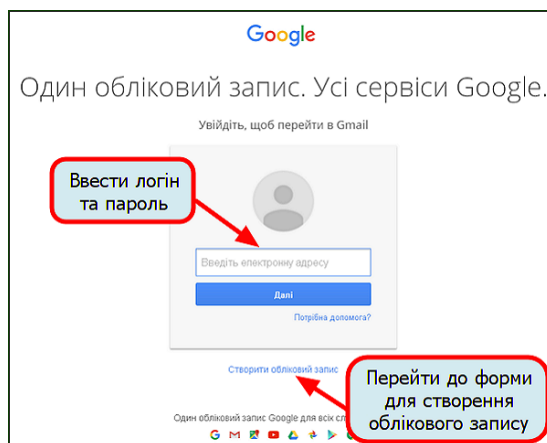 Google
Один обліковий запис. Усі сервіси Google.
Увійдіть, щоб перейти в Gmail
Ввести логін
та пароль
Введіть електронну адресу
Далі
Потрібна допомога?
Створити обліковий запис
Перейти до форми
для створення
облікового запису
Один обліковий запис Google для всіх